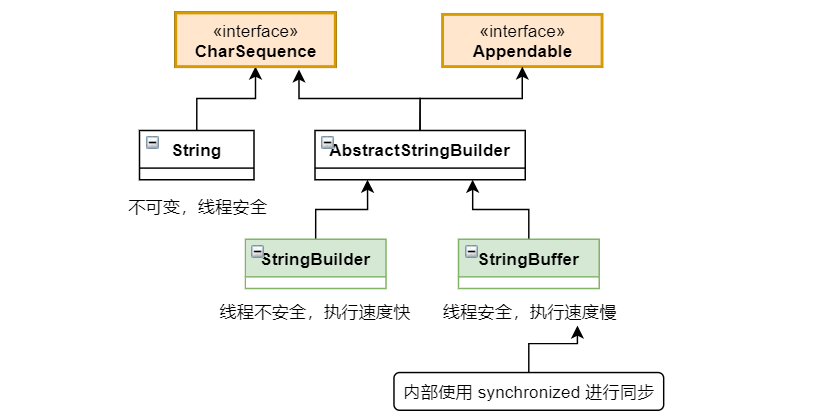 «interface»
CharSequence
«interface»
Appendable
String
AbstractStringBuilder
不可变，线程安全
StringBuilder
StringBuffer
线程不安全，执行速度快
线程安全，执行速度慢
内部使用 synchronized 进行同步